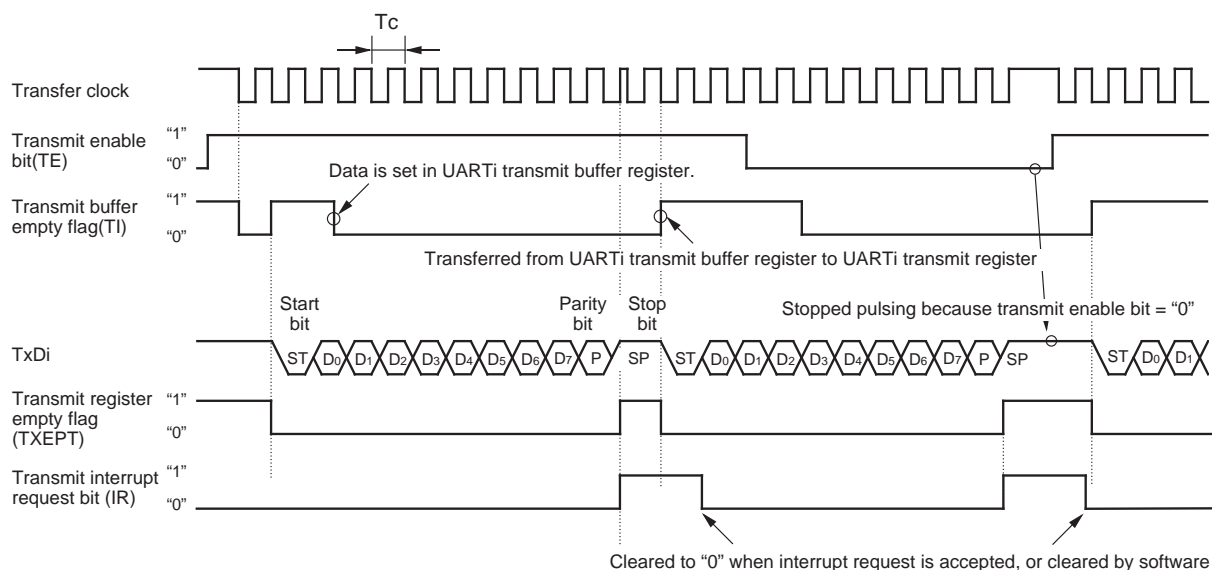 Tc
Transfer clock
Transmit enable
bit(TE)
“1”
“0”
Data is set in UARTi transmit buffer register.
Transmit buffer
empty flag(TI)
“1”
“0”
Transferred from UARTi transmit buffer register to UARTi transmit register
Start
bit
Parity
bit
Stop
bit
Stopped pulsing because transmit enable bit = “0”
TxDi
ST D0 D1 D2 D3 D4 D5 D6 D7 P SP ST D0 D1 D2 D3 D4 D5 D6 D7 P SP ST D0 D1
Transmit register
empty flag
(TXEPT)
“1”
“0”
Transmit interrupt
request bit (IR)
“1”
“0”
Cleared to “0” when interrupt request is accepted, or cleared by software